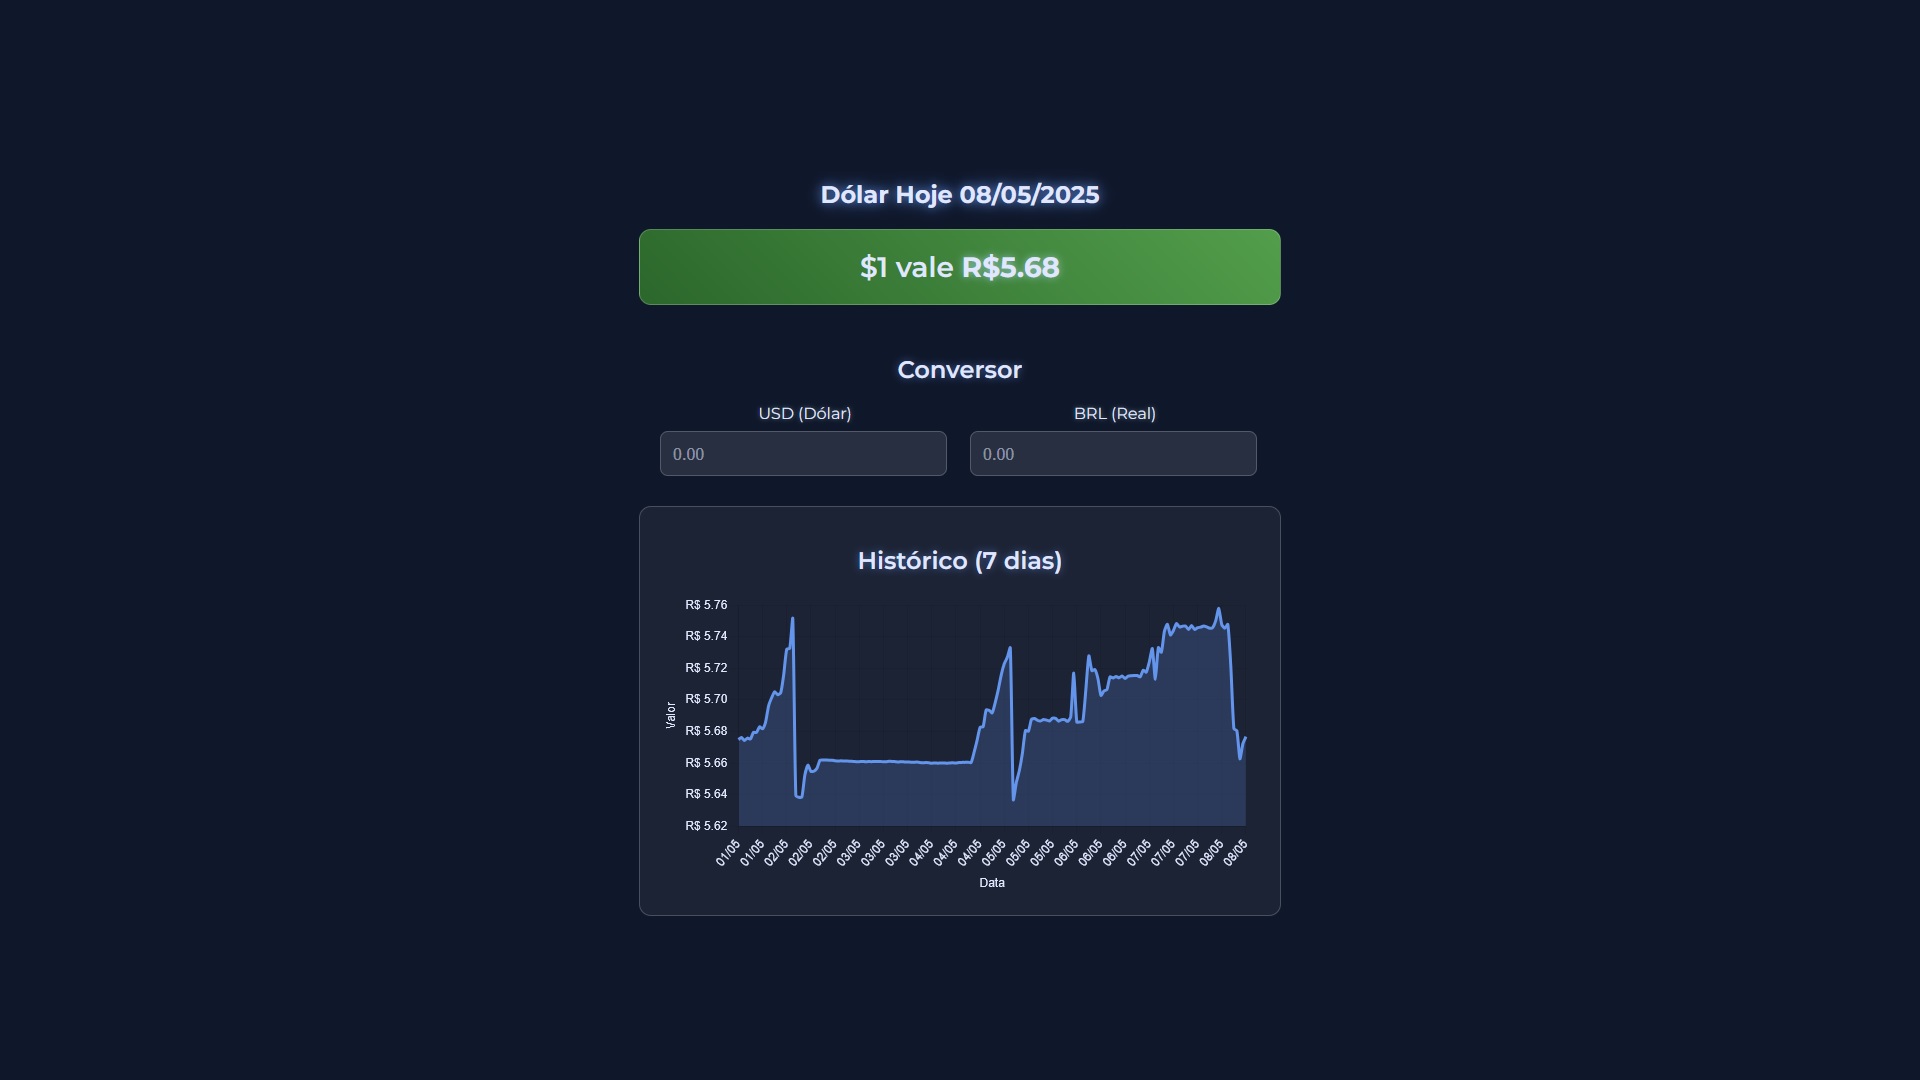 Dólar Hoje 08/05/2025
$1 vale R$5.68
Conversor
USD (Dólar)
BRL (Real)
0.00
0.00
Histórico (7 dias)
R$ 5.76
R$ 5.74
R$ 5.72
R$ 5.70
R$ 5.68
R$ 5.66
R$ 5.64
R$ 5.62
Valor
01/05
01/05
02/05
02/05
02/05
03/05
03/05
03/05
04/05
04/05
04/05
05/05
05/05
05/05
06/05
06/05
06/05
07/05
07/05
07/05
08/05
08/05
Data